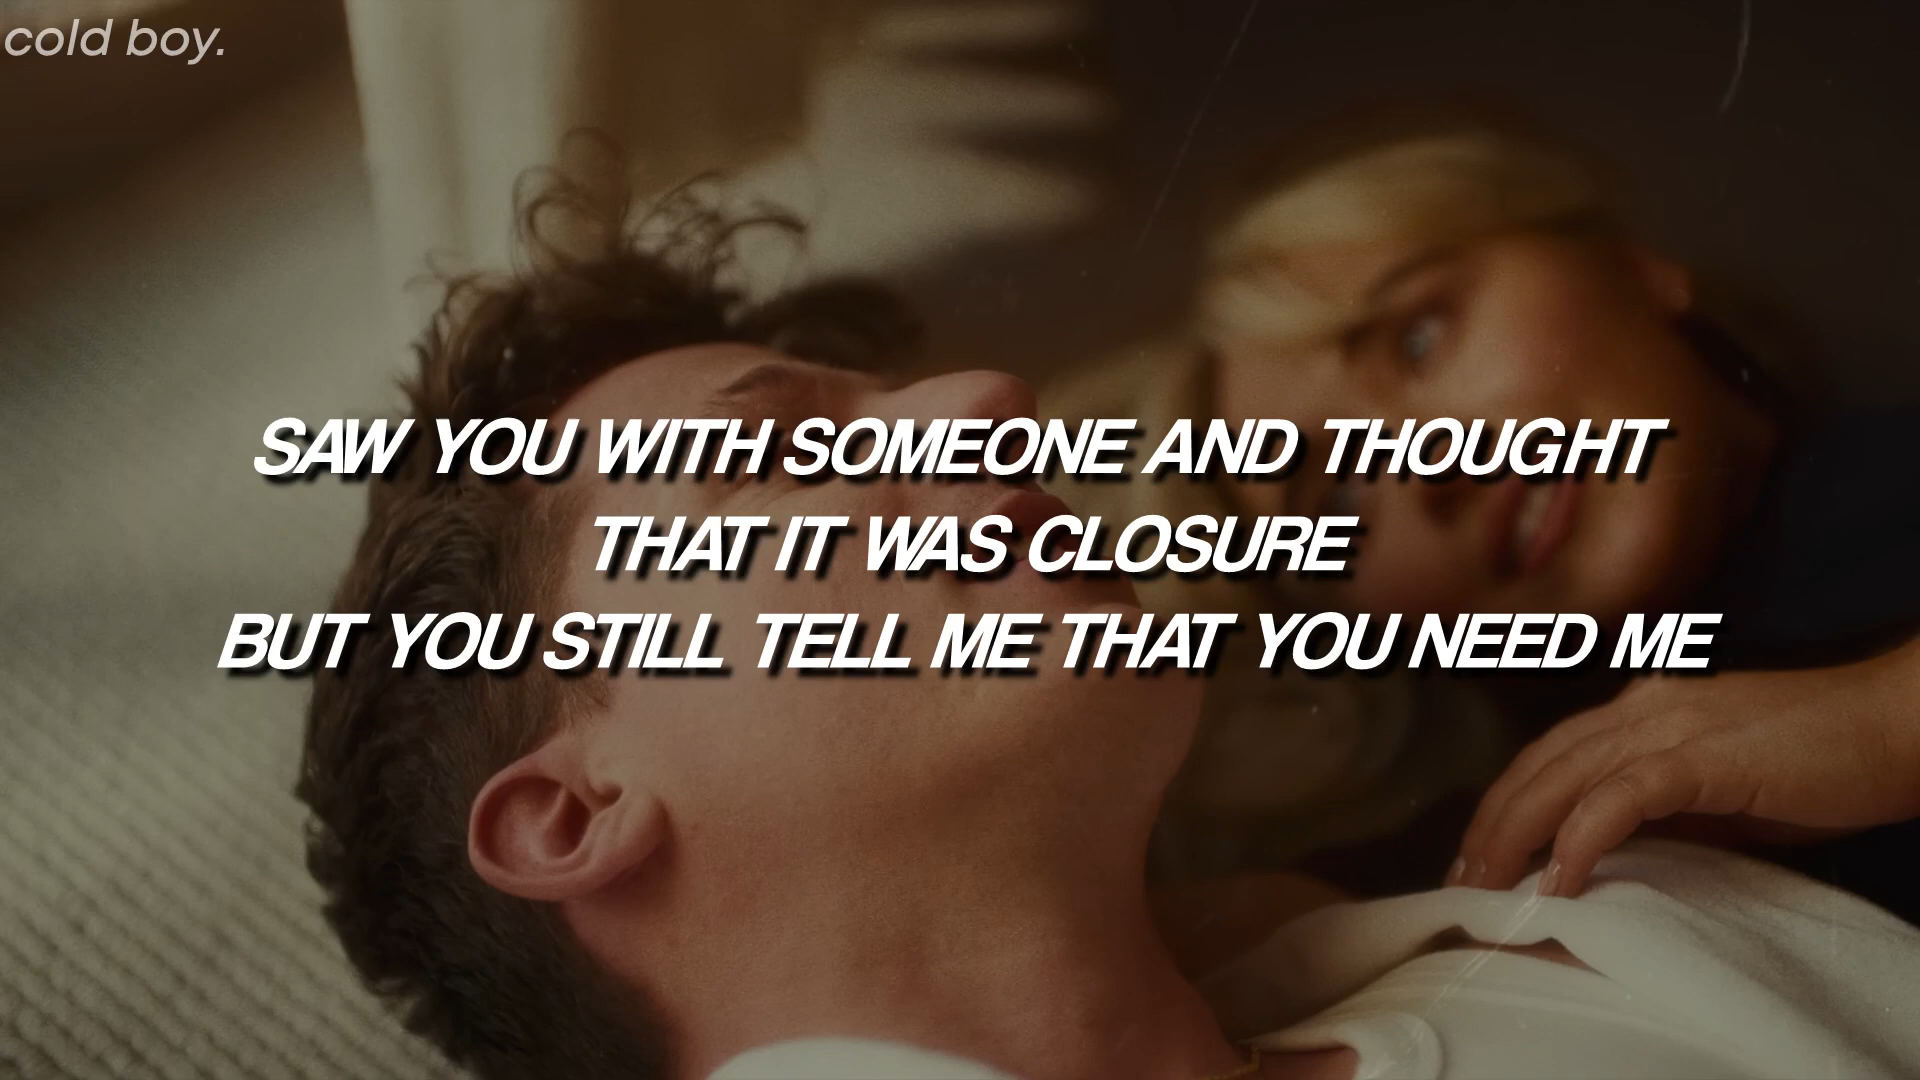 cold boy.
SAW YOU WITH SOMEONE AND THOUGHT
THAT IT WAS CLOSURE
BUT YOU STILL TELL ME THAT YOU NEED ME